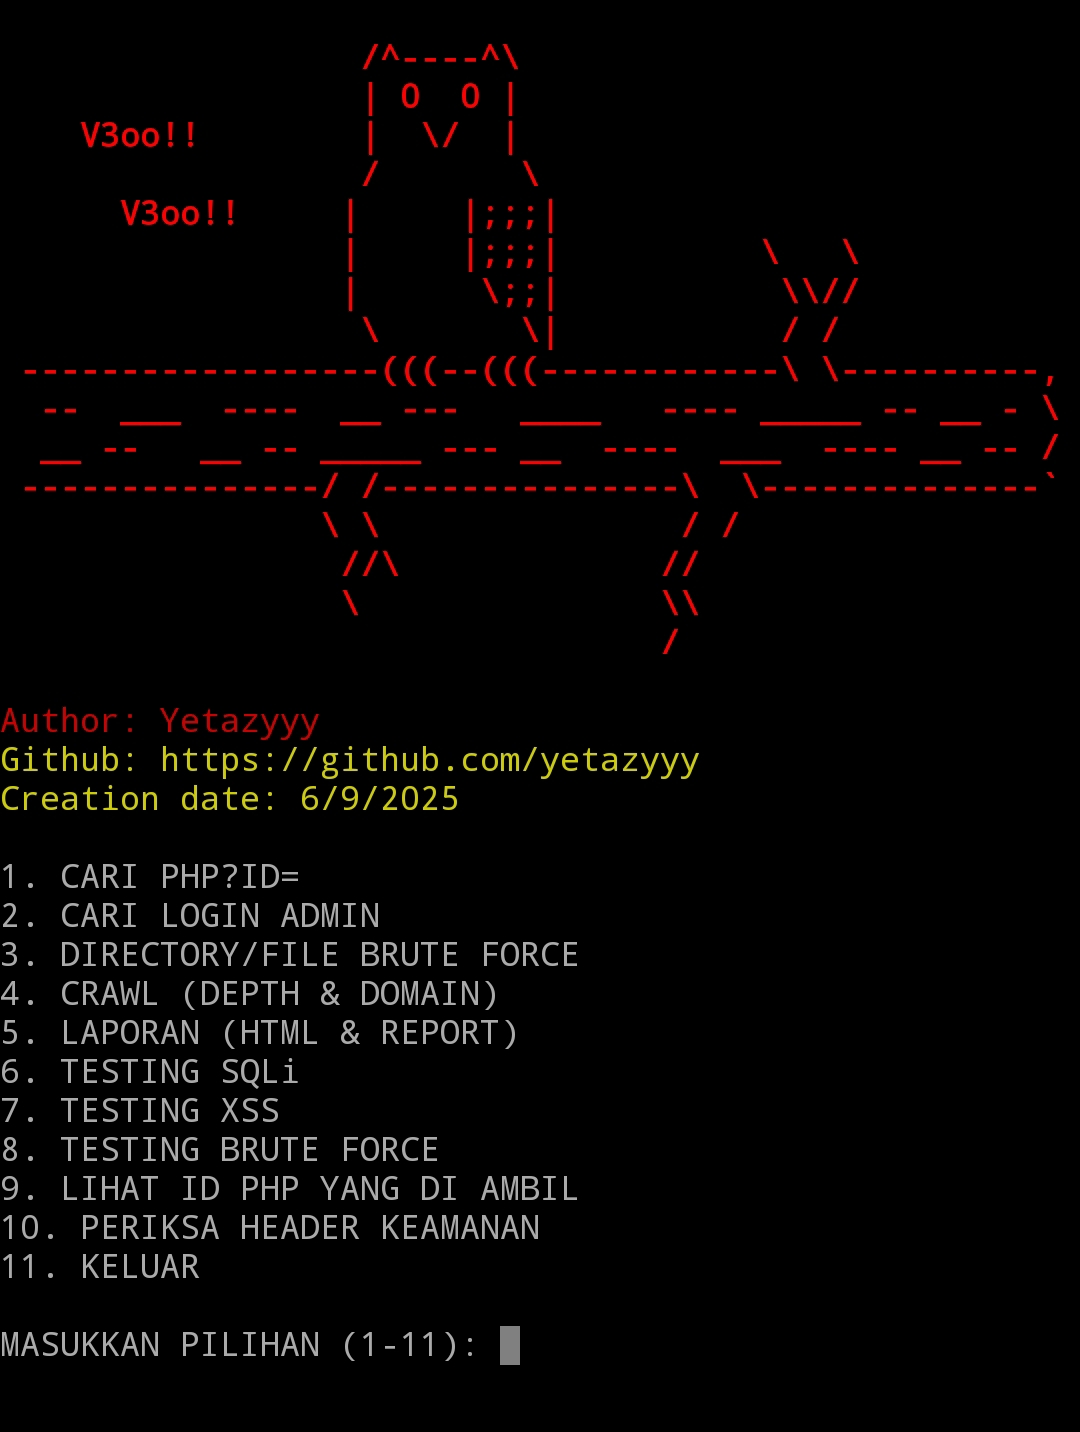 V3oo!!
V3oo!!
Author: Yetazyyy
Github: https://github.com/yetazyyy
Creation date: 6/9/2025
1. CARI PHP?ID=
2. CARI LOGIN ADMIN
3. DIRECTORY/FILE BRUTE FORCE
4. CRAWL (DEPTH & DOMAIN)
5. LAPORAN (HTML & REPORT)
6. TESTING SQLi
7. TESTING XSS
8. TESTING BRUTE FORCE
9. LIHAT ID PHP YANG DI AMBIL
10. PERIKSA HEADER KEAMANAN
11. KELUAR
MASUKKAN PILIHAN (1-11):